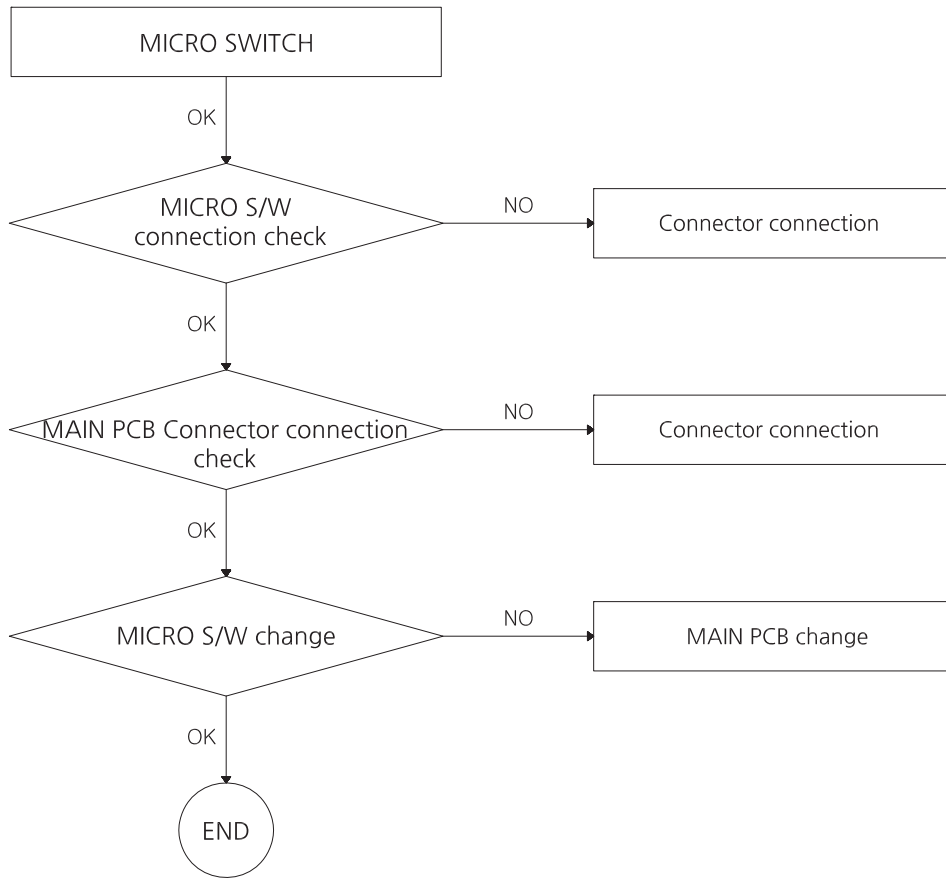 MICRO SWITCH
OK
MICRO S/W
connection check
NO
Connector connection
OK
MAIN PCB Connector connection
check
NO
Connector connection
OK
MICRO S/W change
NO
MAIN PCB change
OK
END